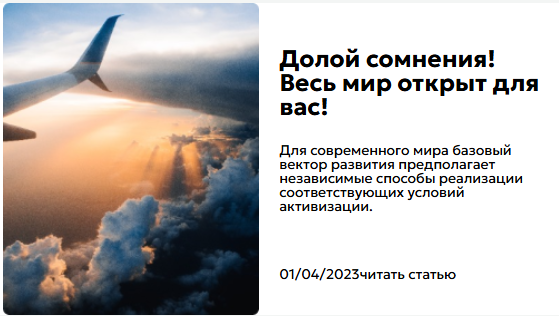 Долой сомнения!
Весь мир открыт для
вас!
Для современного мира базовый
вектор развития предполагает
независимые способы реализации
соответствующих условий
активизации.
01/04/2023читать статью